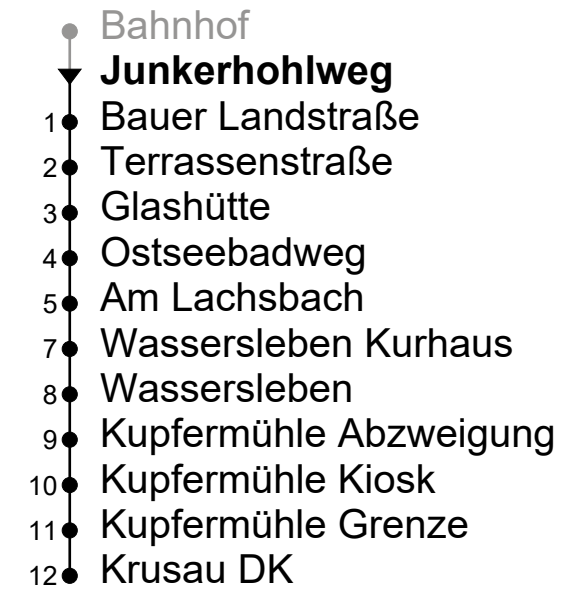 Bahnhof
Junkerhohlweg
1 Bauer Landstraße
2 Terrassenstraße
3 Glashütte
4 Ostseebadweg
5 Am Lachsbach
7 Wassersleben Kurhaus
8 Wassersleben
9 Kupfermühle Abzweigung
10 Kupfermühle Kiosk
11 Kupfermühle Grenze
12 Krusau DK